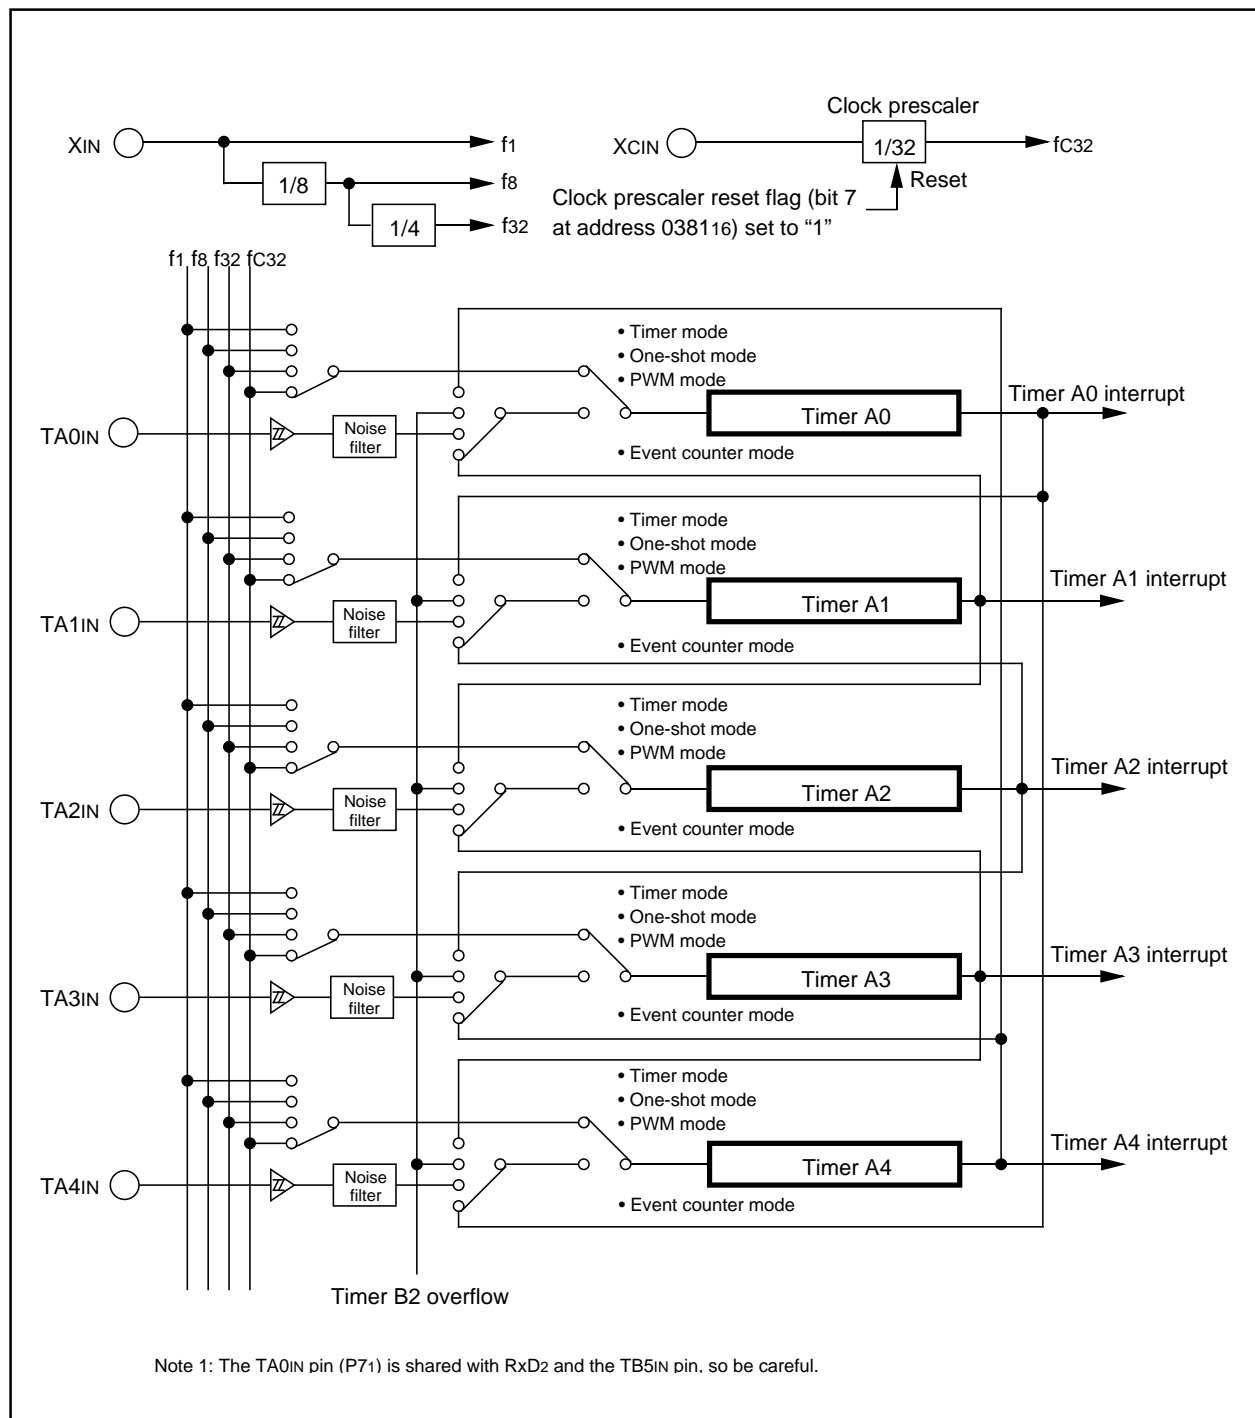 Clock prescaler
XIN
f1
XCIN
1/32
fC32
1/8
f8
Reset
Clock prescaler reset flag (bit 7
at address 038116) set to “1”
1/4
f32
f1 f8 f32 fC32
• Timer mode
• One-shot mode
• PWM mode
Timer A0 interrupt
TA0IN
Noise
filter
Timer A0
• Event counter mode
• Timer mode
• One-shot mode
• PWM mode
Timer A1 interrupt
TA1IN
Noise
filter
Timer A1
• Event counter mode
• Timer mode
• One-shot mode
• PWM mode
Timer A2 interrupt
TA2IN
Noise
filter
Timer A2
• Event counter mode
• Timer mode
• One-shot mode
• PWM mode
Timer A3 interrupt
TA3IN
Noise
filter
Timer A3
• Event counter mode
• Timer mode
• One-shot mode
• PWM mode
Timer A4 interrupt
TA4IN
Noise
filter
Timer A4
• Event counter mode
Timer B2 overflow
Note 1: The TA0IN pin (P71) is shared with RxD2 and the TB5IN pin, so be careful.